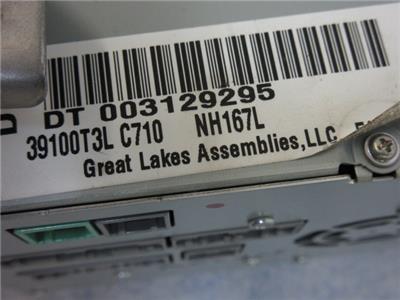 DT 003129295
39100T3L C710 NH167L
Great Lakes Assemblies,LLC.